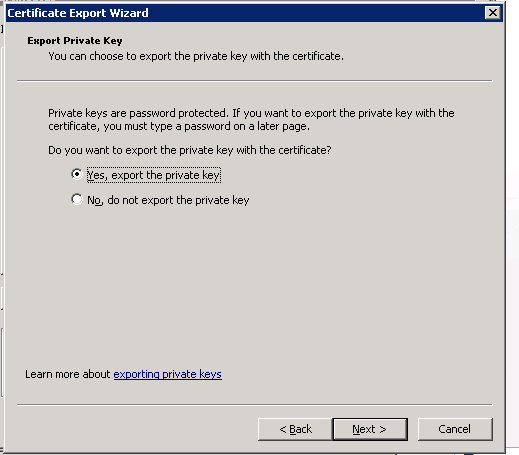 Certificate Export Wizard
Export Private Key
You can choose to export the private key with the certificate.
Private keys are password protected. If you want to export the private key with the
certificate, you must type a password on a later page.
Do you want to export the private key with the certificate?
Yes, export the private key
No, do not export the private key
Learn more about exporting private keys
< Back
Next >
Cancel